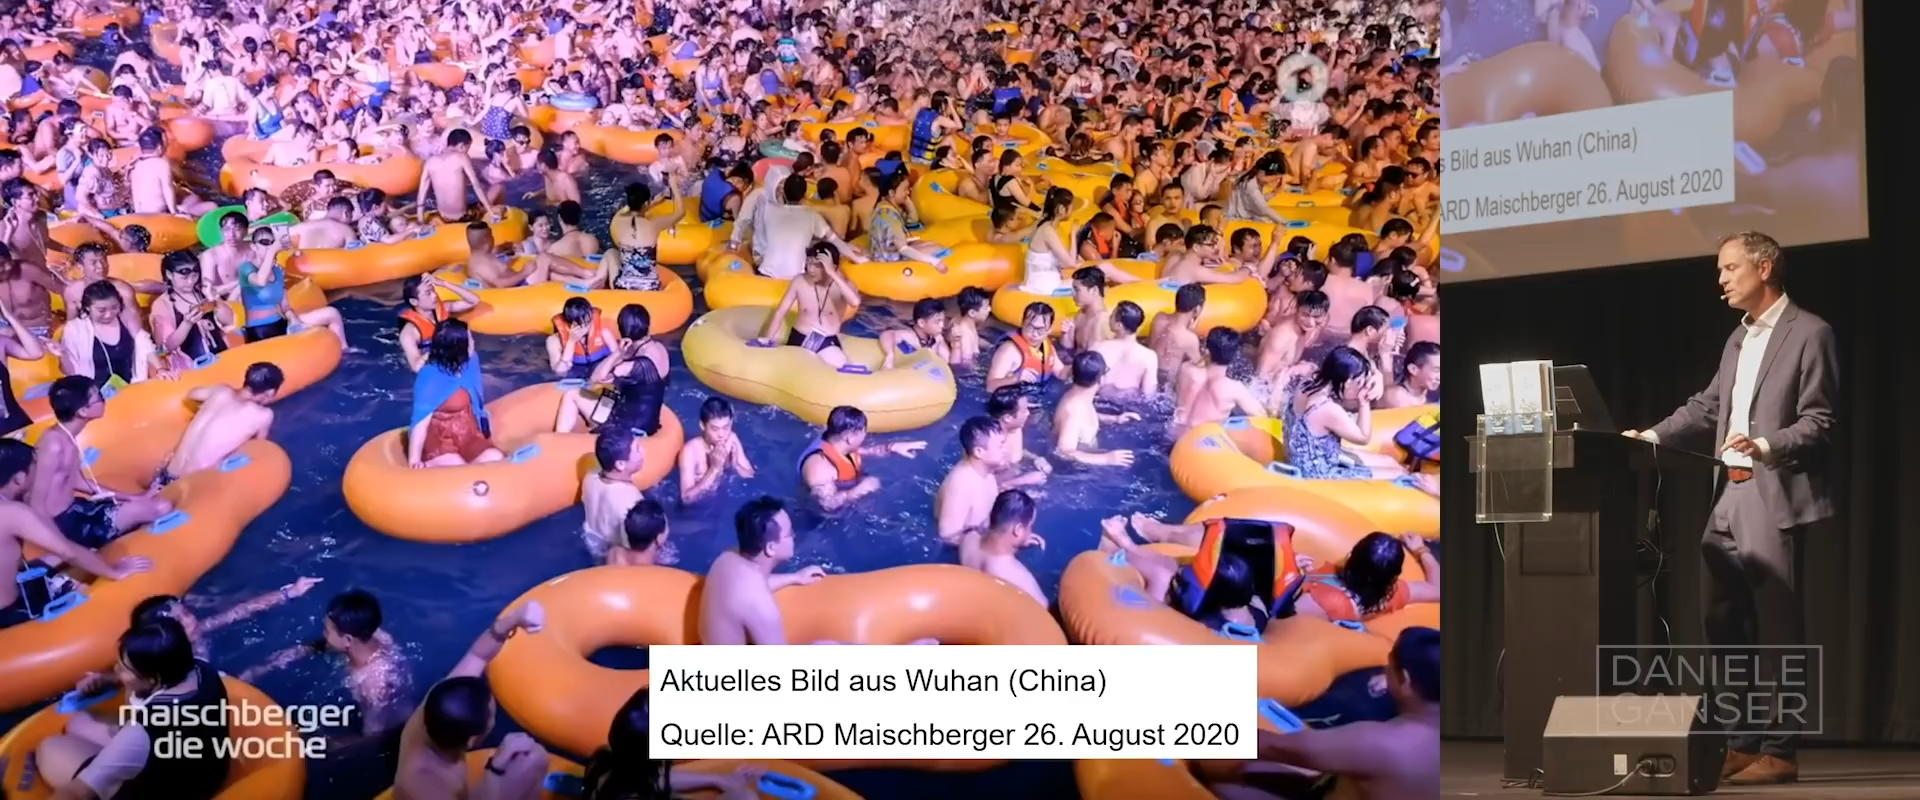 maischberger
die woche
Aktuelles Bild aus Wuhan (China)
Quelle: ARD Maischberger 26. August 2020
s Bild aus Wuhan (China)
ARD Maischberger 26. August 2020
DANIELE
GANSER